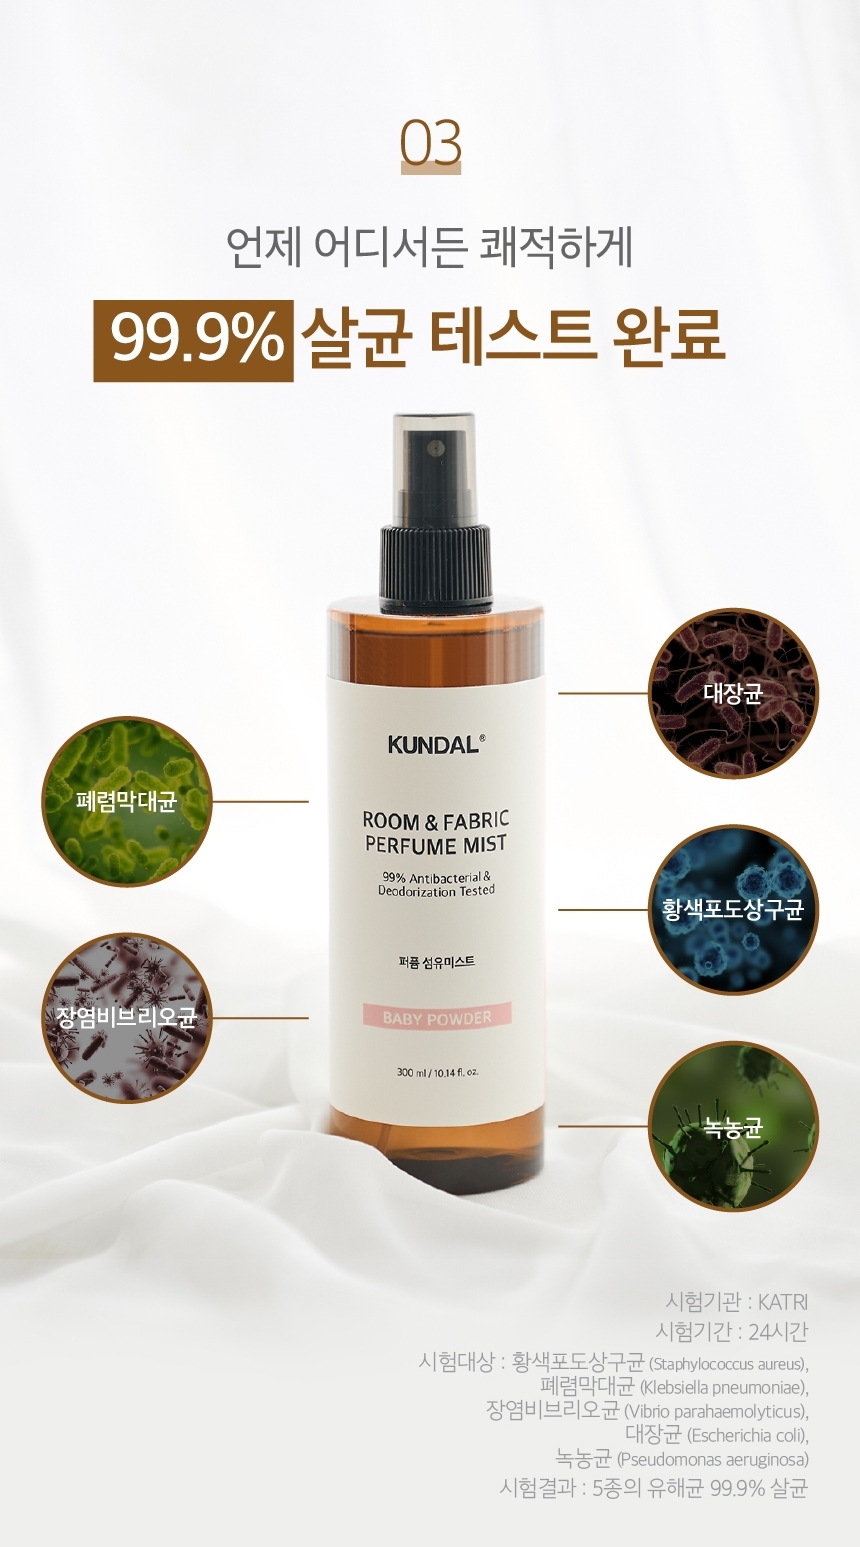 03
언제 어디서든 쾌적하게
99.9% 살균 테스트 완료
대장균
KUNDAL®
폐렴막대균
ROOM & FABRIC
PERFUME MIST
99% Antibacterial &
Deodorization Tested
황색포도상구균
퍼퓸 섬유미스트
장염비브리오균
BABY POWDER
300 ml / 10.14 fl. oz.
녹농균
시험기관 : KATRI
시험기간 : 24시간
시험대상 : 황색포도상구균 (Staphylococcus aureus),
폐렴막대균 (Klebsiella pneumoniae),
장염비브리오균 (Vibrio parahaemolyticus),
대장균 (Escherichia coli),
녹농균 (Pseudomonas aeruginosa)
시험결과 : 5종의 유해균 99.9% 살균